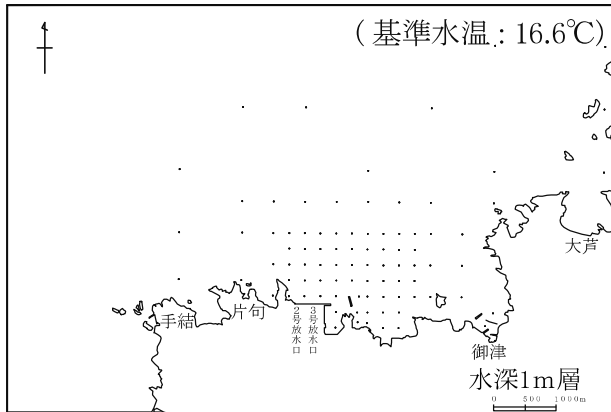 (基準水温：16.6℃)
大芦
手結
片句
2号放水口
3号放水口
御津
水深1m層
0 500 1000m